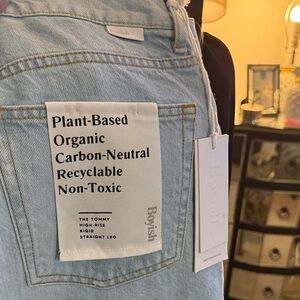 Plant-Based
Organic
Carbon-Neutral
Recyclable
Non-Toxic
THE TOMMY
HIGH-RISE
RIGID
STRAIGHT LEG
Boyish